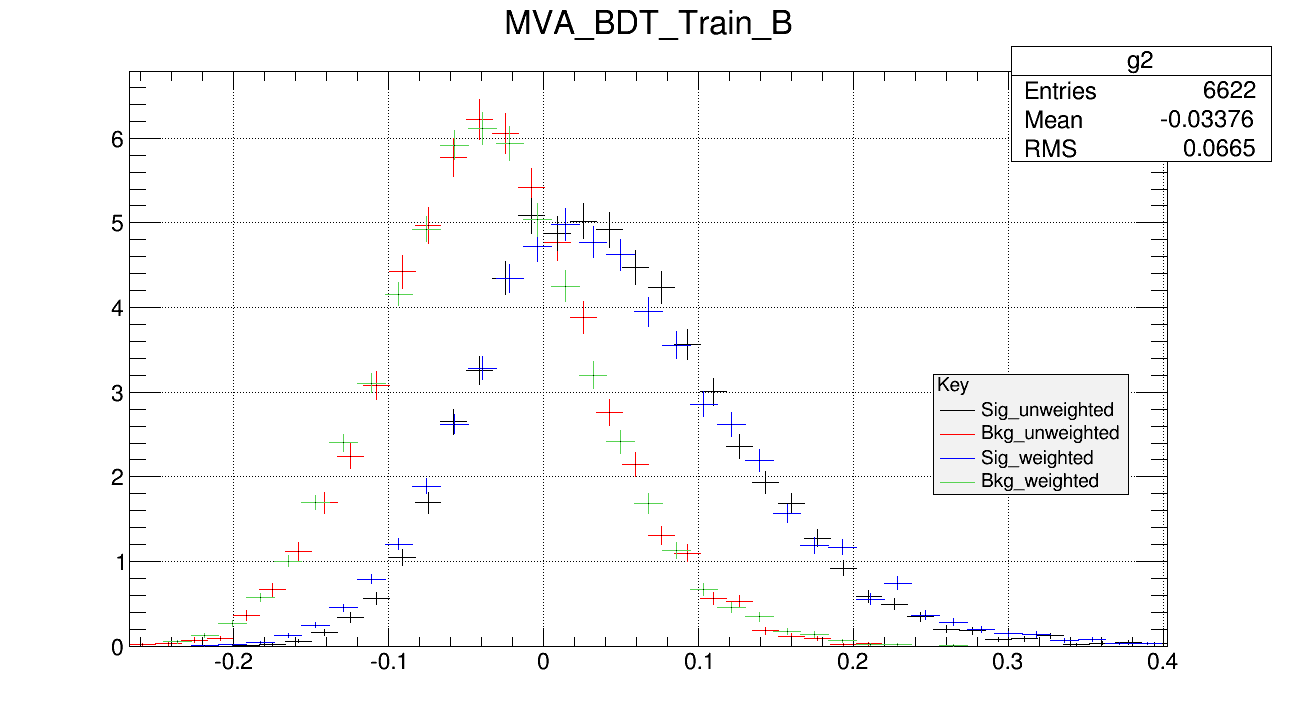 MVA_BDT_Train_B
g2
Entries 6622
Mean -0.03376
RMS 0.0665
6
5
4
3
2
1
0
Key
Sig_unweighted
Bkg_unweighted
Sig_weighted
Bkg_weighted
-0.2 -0.1 0 0.1 0.2 0.3 0.4